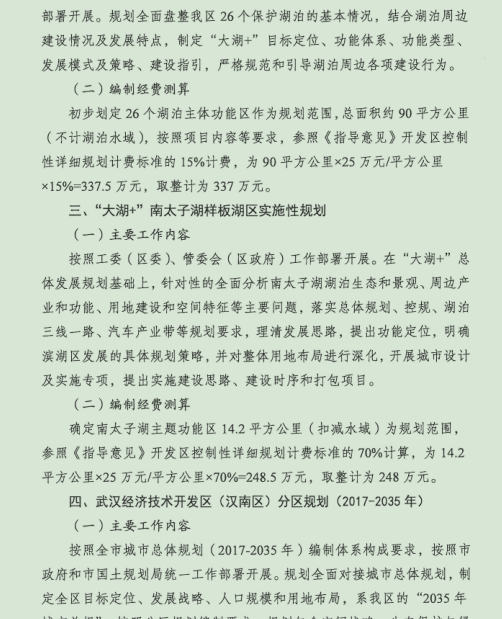 部署开展。规划全面盘整我区 26 个保护湖泊的基本情况，结合湖泊周边
建设情况及发展特点，制定“大湖+”目标定位、功能体系、功能类型、
发展模式及策略、建设指引，严格规范和引导湖泊周边各项建设行为。
（二）编制经费测算
初步划定 26 个湖泊主体功能区作为规划范围，总面积约 90 平方公里
（不计湖泊水域），按照项目内容等要求，参照《指导意见》开发区控制
性详细规划计费标准的 15%计费，为 90 平方公里×25 万元/平方公里
×15%=337.5 万元，取整计为 337 万元。
三、“大湖+”南太子湖样板湖区实施性规划
（一）主要工作内容
按照工委（区委）、管委会（区政府）工作部署开展。在“大湖+”总
体发展规划基础上，针对性的全面分析南太子湖湖泊生态和景观、周边产
业和功能、用地建设和空间特征等主要问题，落实总体规划、控规、湖泊
三线一路、汽车产业带等规划要求，理清发展思路，提出功能定位，明确
滨湖区发展的具体规划策略，并对整体用地布局进行深化，开展城市设计
及实施专项，提出实施建设思路、建设时序和打包项目。
（二）编制经费测算
确定南太子湖主题功能区 14.2 平方公里（扣减水域）为规划范围，
参照《指导意见》开发区控制性详细规划计费标准的 70%计算，为 14.2
平方公里×25 万元/平方公里×70%=248.5 万元，取整计为 248 万元。
四、武汉经济技术开发区（汉南区）分区规划（2017-2035 年）
（一）主要工作内容
按照全市城市总体规划（2017-2035 年）编制体系构成要求，按照市
政府和市国土规划局统一工作部署开展。规划全面对接城市总体规划，制
定全区目标定位、发展战略、人口规模和用地布局，系我区的“2035 年